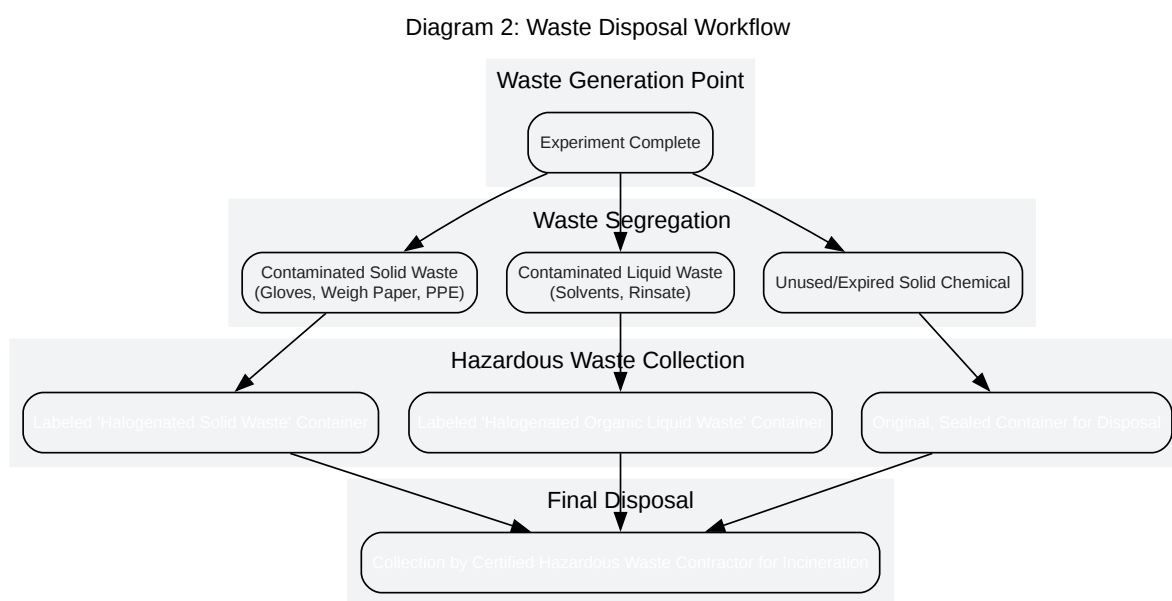 Diagram 2: Waste Disposal Workflow
Waste Generation Point
Experiment Complete
Waste Segregation
Contaminated Solid Waste
(Gloves, Weigh Paper, PPE)
Contaminated Liquid Waste
(Solvents, Rinsate)
Unused/Expired Solid Chemical
Hazardous Waste Collection
Labeled 'Halogenated Solid Waste' Container
Labeled 'Halogenated Organic Liquid Waste' Container
Original, Sealed Container for Disposal
Final Disposal
Collection by Certified Hazardous Waste Contractor for Incineration